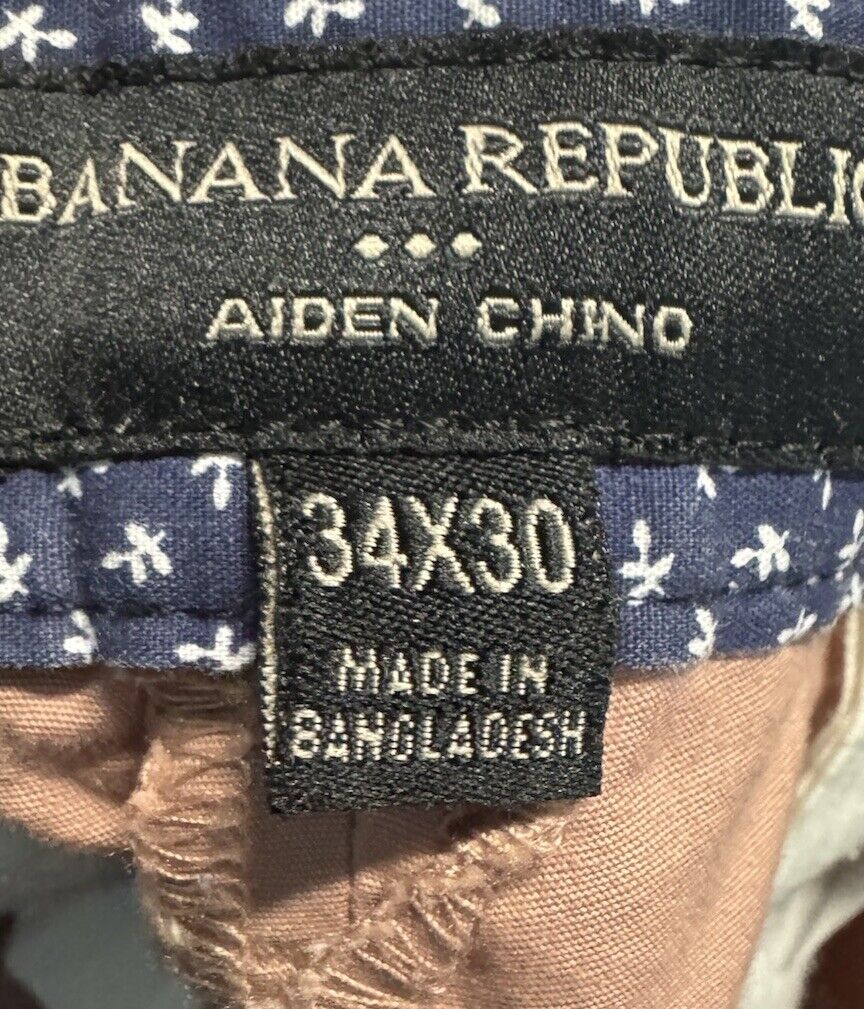 BANANA REPUBLIC
AIDEN CHINO
34X30
MADE IN
BANGLADESH